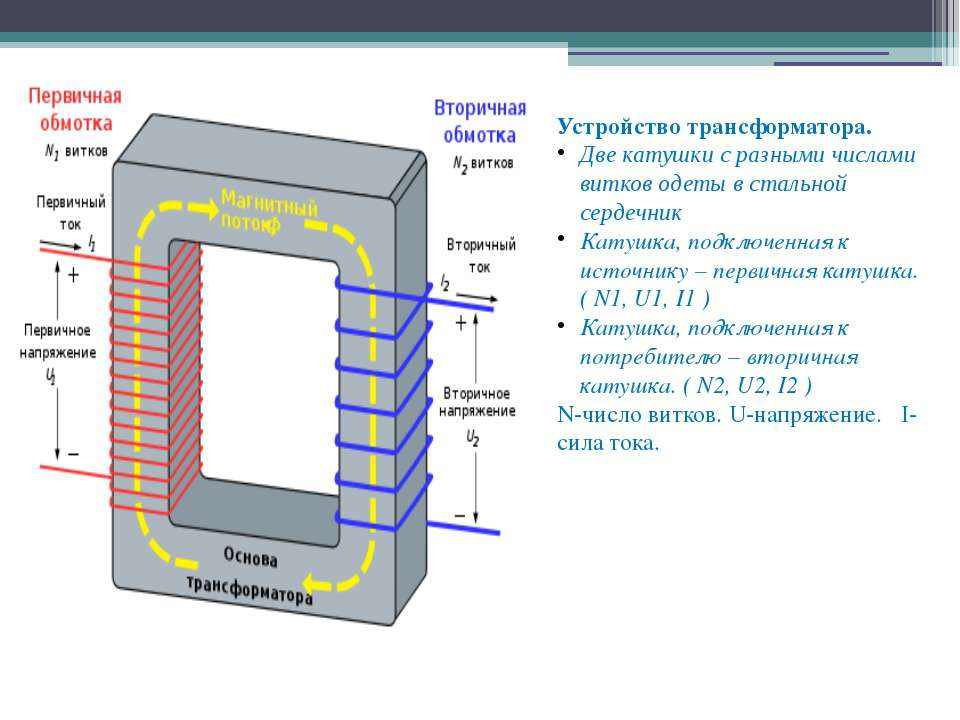 Первичная
обмотка
N₁ витков
Вторичная
обмотка
N₂ витков
Магнитный
поток, Ф
Первичный
ток
I₁
+
Первичное
напряжение
U₁
–
Вторичный
ток
I₂
+
Вторичное
напряжение
U₂
–
Основа
трансформатора
Устройство трансформатора.
• Две катушки с разными числами
витков одеты в стальной
сердечник
• Катушка, подключенная к
источнику – первичная катушка.
( N1, U1, I1 )
• Катушка, подключенная к
потребителю – вторичная
катушка. ( N2, U2, I2 )
N-число витков. U-напряжение. I-
сила тока.